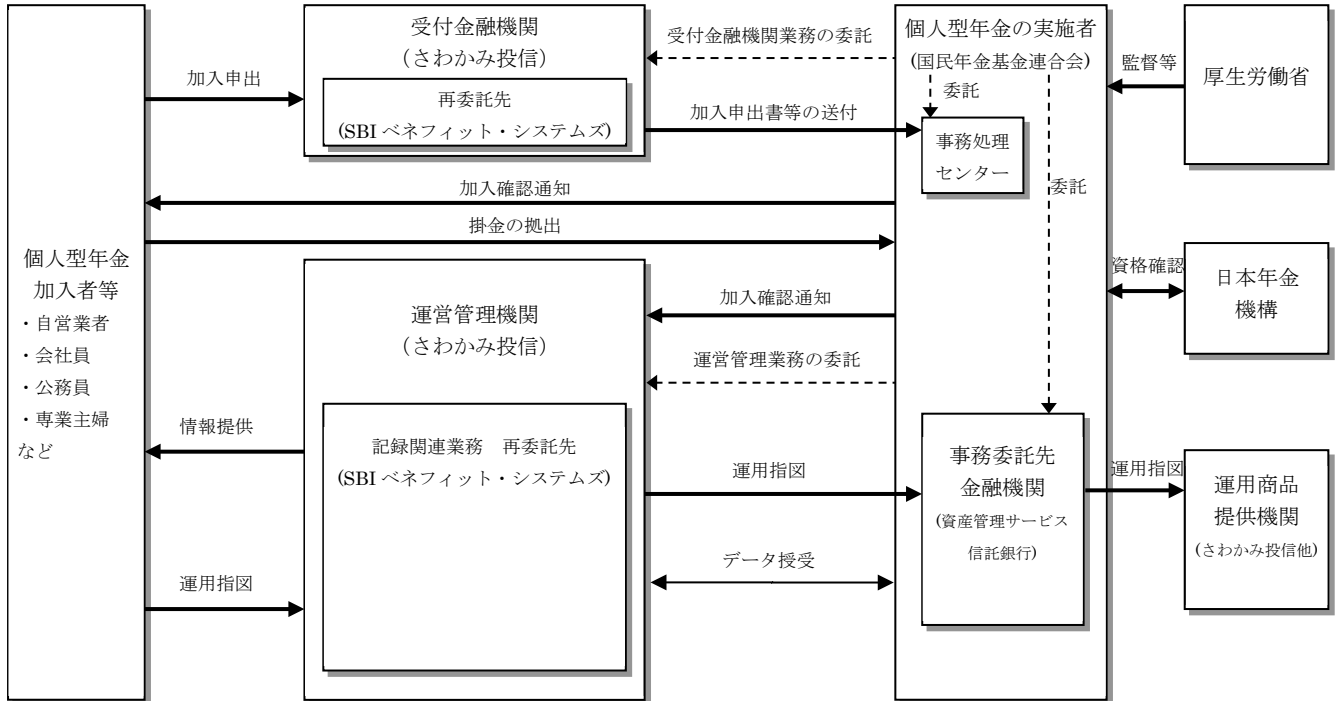 受付金融機関
（さわかみ投信）
再委託先
(SBI ベネフィット・システムズ)
個人型年金の実施者
(国民年金基金連合会)
委託
事務処理
センター
委託
厚生労働省
受付金融機関業務の委託
監督等
加入申出
加入申出書等の送付
加入確認通知
掛金の拠出
個人型年金
加入者等
・自営業者
・会社員
・公務員
・専業主婦
など
運営管理機関
（さわかみ投信）
加入確認通知
運営管理業務の委託
資格確認
日本年金
機構
情報提供
記録関連業務　再委託先
(SBI ベネフィット・システムズ)
運用指図
事務委託先
金融機関
(資産管理サービス
信託銀行)
運用指図
運用商品
提供機関
(さわかみ投信他)
データ授受
運用指図